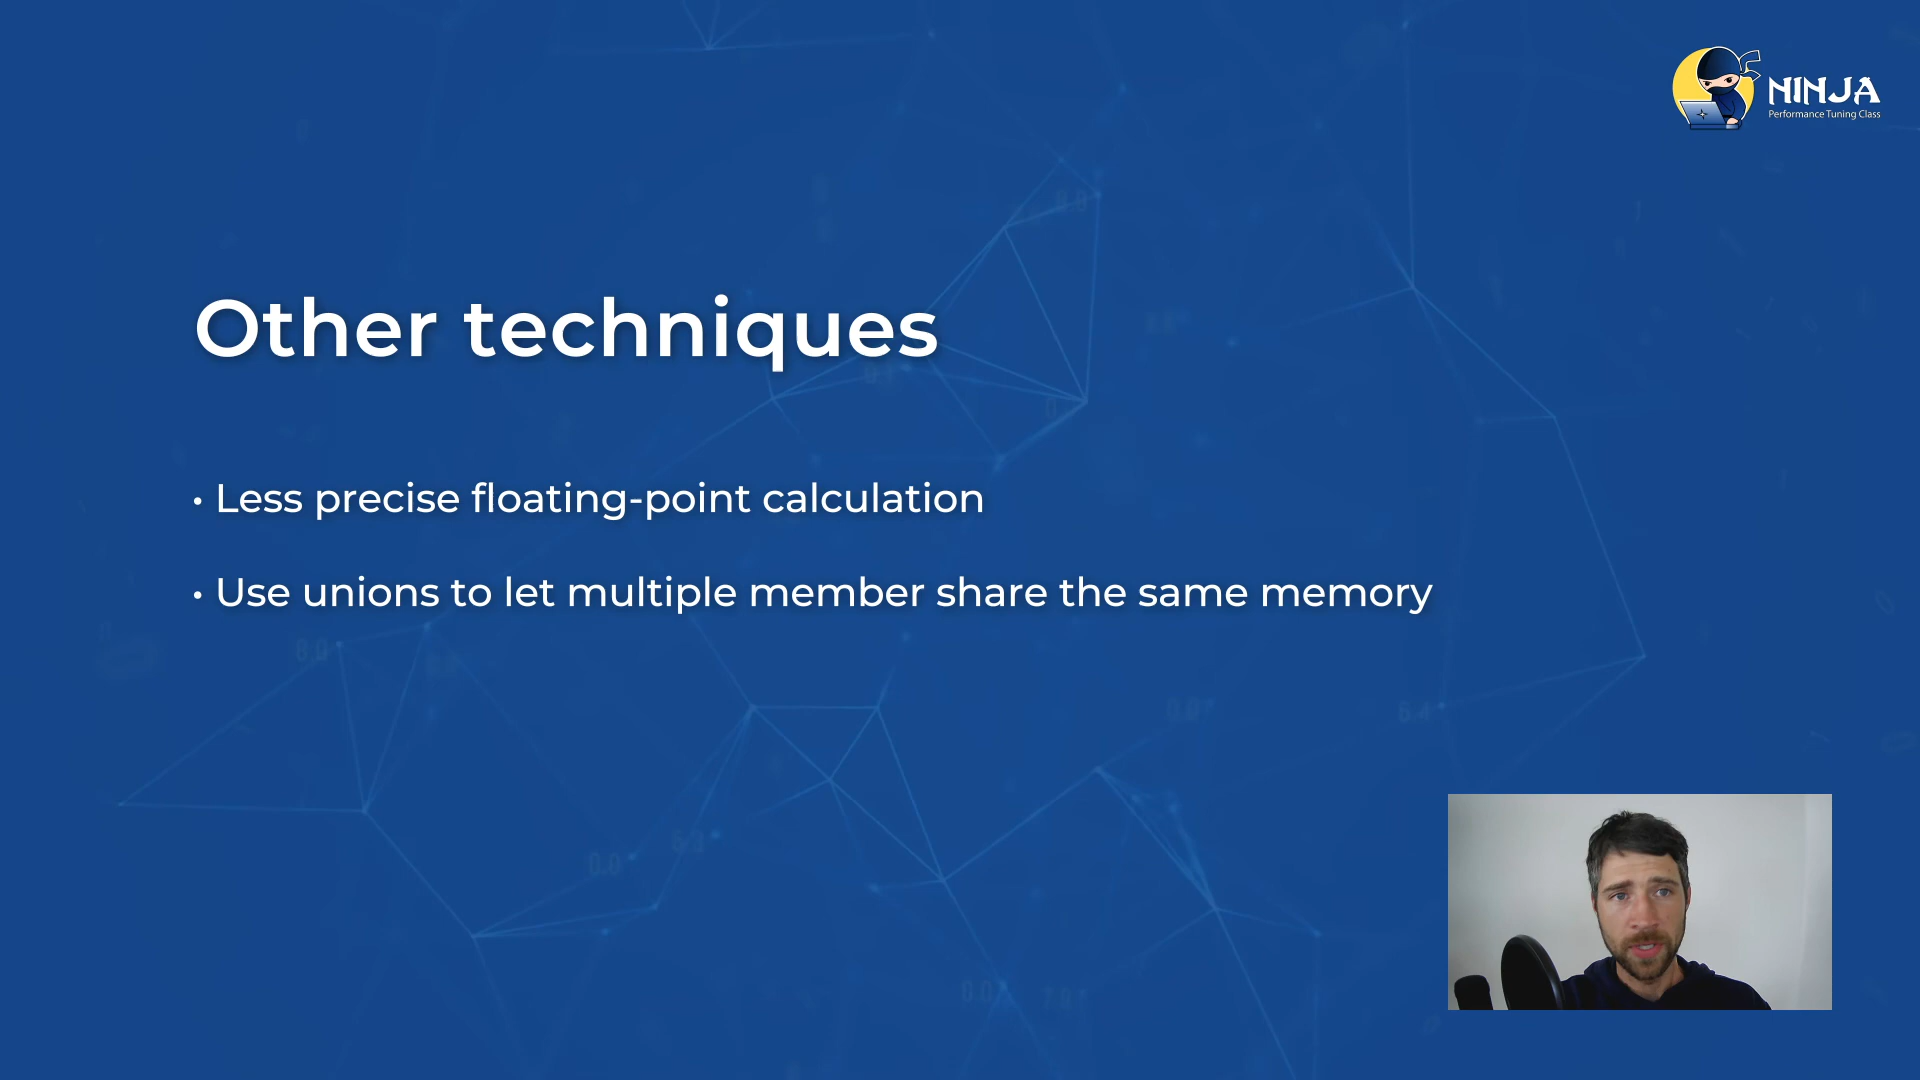 NINJA
Performance Tuning Class
Other techniques
• Less precise floating-point calculation
• Use unions to let multiple member share the same memory